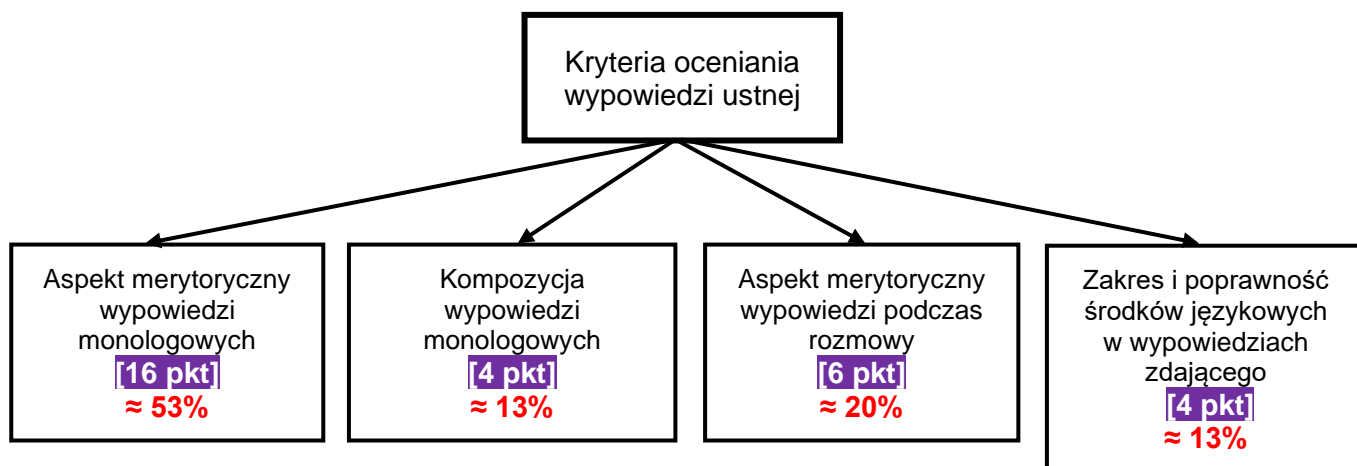 Kryteria oceniania
wypowiedzi ustnej
Aspekt merytoryczny
wypowiedzi
monologowych
[16 pkt]
≈ 53%
Kompozycja
wypowiedzi
monologowych
[4 pkt]
≈ 13%
Aspekt merytoryczny
wypowiedzi podczas
rozmowy
[6 pkt]
≈ 20%
Zakres i poprawność
środków językowych
w wypowiedziach
zdającego
[4 pkt]
≈ 13%